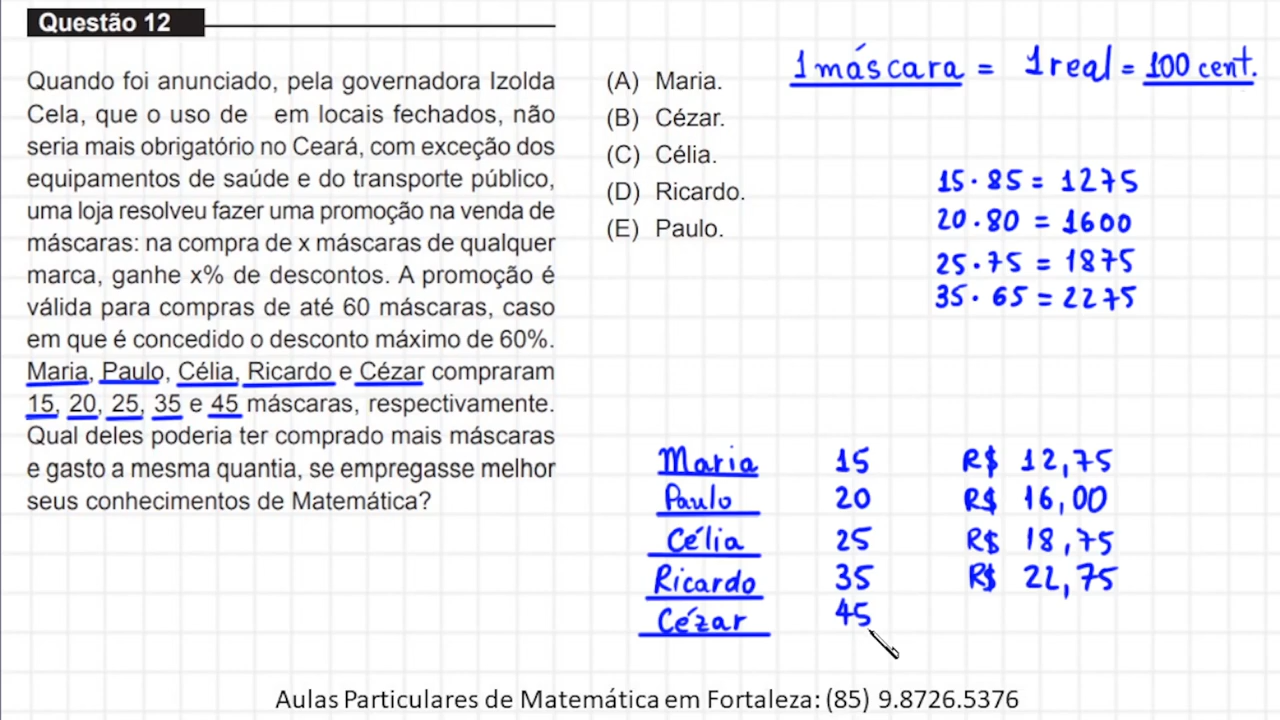 Questão 12
Quando foi anunciado, pela governadora Izolda
Cela, que o uso de em locais fechados, não
seria mais obrigatório no Ceará, com exceção dos
equipamentos de saúde e do transporte público,
uma loja resolveu fazer uma promoção na venda de
máscaras: na compra de x máscaras de qualquer
marca, ganhe x% de descontos. A promoção é
válida para compras de até 60 máscaras, caso
em que é concedido o desconto máximo de 60%.
Maria, Paulo, Célia, Ricardo e Cézar compraram
15, 20, 25, 35 e 45 máscaras, respectivamente.
Qual deles poderia ter comprado mais máscaras
e gasto a mesma quantia, se empregasse melhor
seus conhecimentos de Matemática?
(A) Maria.
(B) Cézar.
(C) Célia.
(D) Ricardo.
(E) Paulo.
1 máscara = 1 real = 100 cent.
15 · 85 = 1275
20 · 80 = 1600
25 · 75 = 1875
35 · 65 = 2275
Maria 15 R$ 12,75
Paulo 20 R$ 16,00
Célia 25 R$ 18,75
Ricardo 35 R$ 22,75
Cézar 45
Aulas Particulares de Matemática em Fortaleza: (85) 9.8726.5376